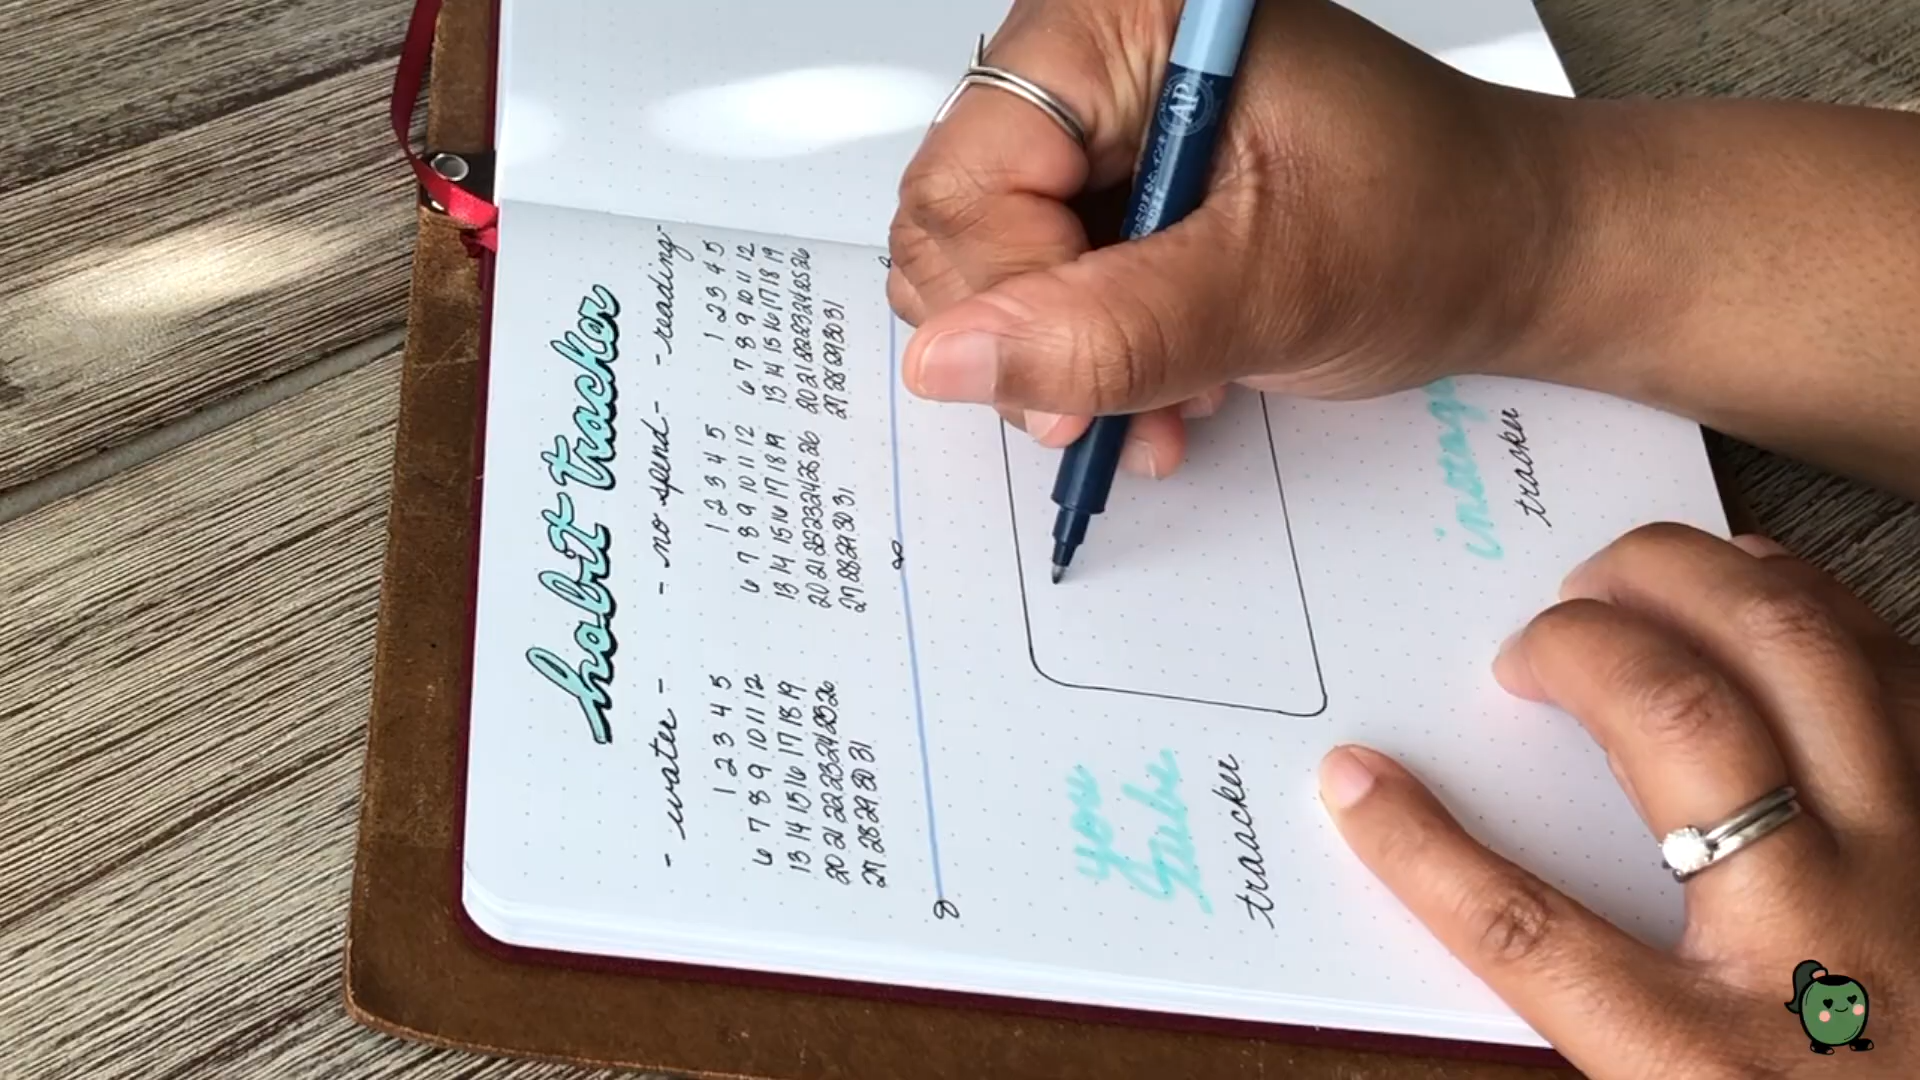 habit tracker
- water -
- no spend -
- reading -
1 2 3 4 5
6 7 8 9 10 11 12
13 14 15 16 17 18 19
20 21 22 23 24 25 26
27 28 29 30 31
1 2 3 4 5
6 7 8 9 10 11 12
13 14 15 16 17 18 19
20 21 22 23 24 25 26
27 28 29 30 31
1 2 3 4 5
6 7 8 9 10 11 12
13 14 15 16 17 18 19
20 21 22 23 24 25 26
27 28 29 30 31
you
tube
tracker
tracker
AP